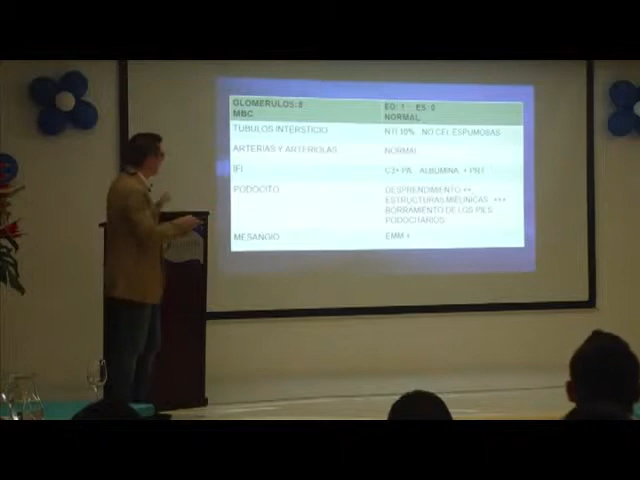 GLOMERULOS:8 EG: 1 ES: 0
MBC NORMAL
TUBULOS INTERSTICIO NTI 10% NO CEL ESPUMOSAS
ARTERIAS Y ARTERIOLAS NORMAL
IFI C3+ PA ALBUMINA + PNT
PODOCITO DESPRENDIMIENTO ++
ESTRUCTURAS MIELINICAS +++
BORRAMIENTO DE LOS PIES
PODOCITARIOS
MESANGIO EMM +